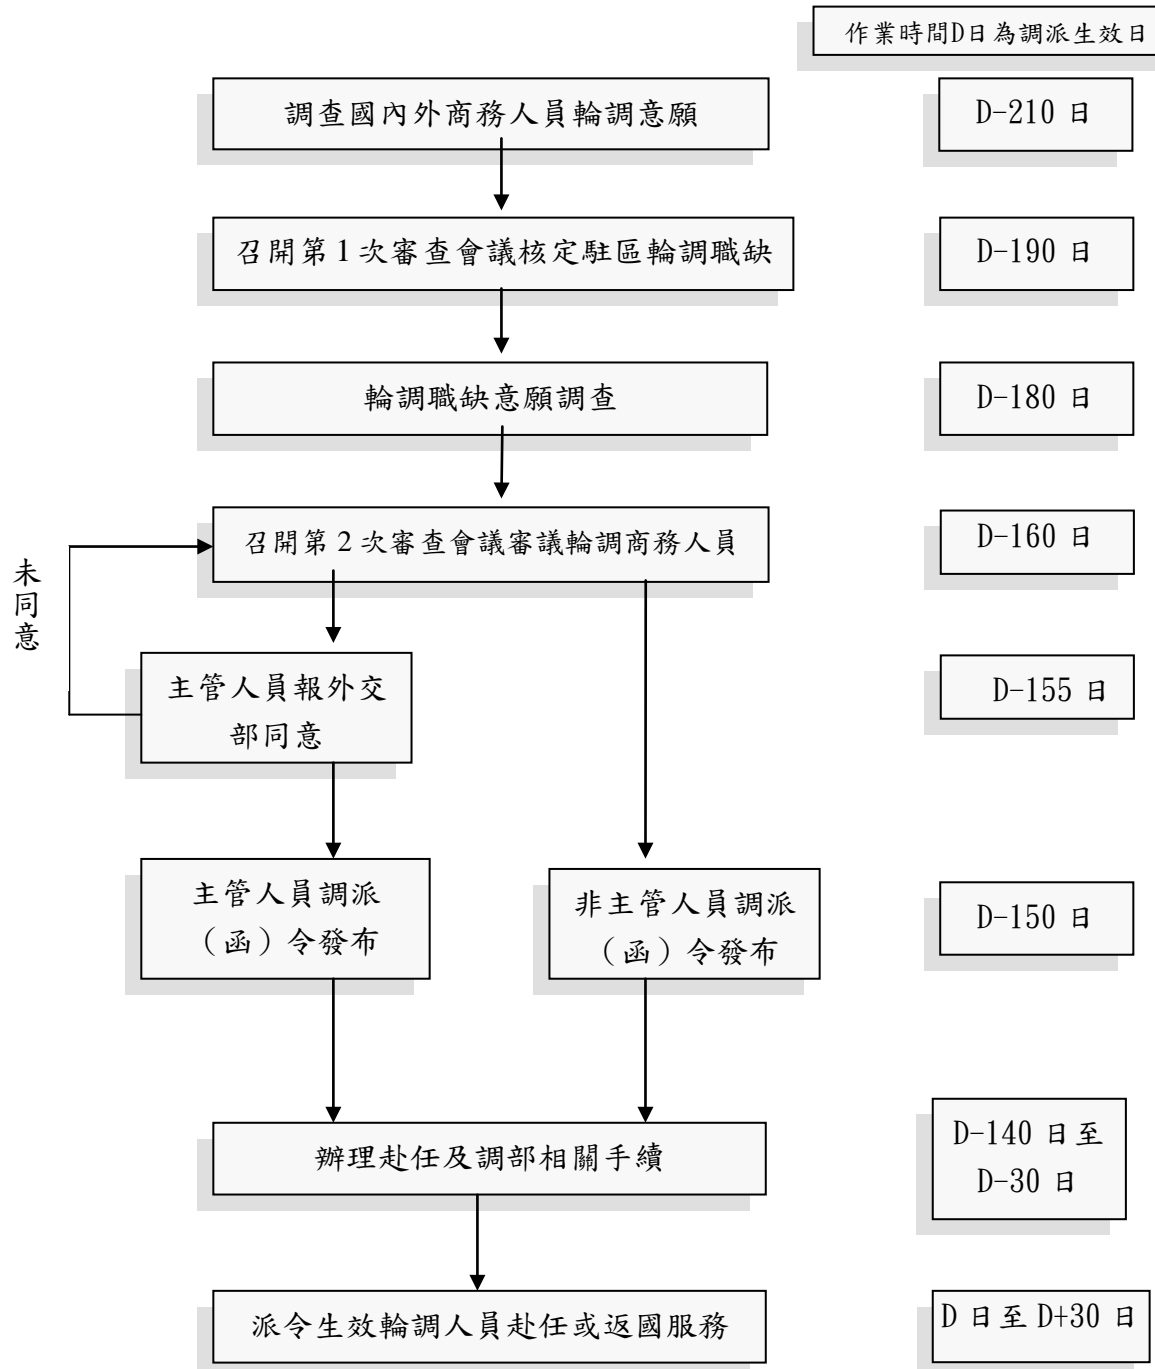 作業時間D日為調派生效日
調查國內外商務人員輪調意願
D-210 日
召開第1次審查會議核定駐區輪調職缺
D-190 日
輪調職缺意願調查
D-180 日
召開第2次審查會議審議輪調商務人員
D-160 日
未同意
主管人員報外交
部同意
D-155 日
主管人員調派
（函）令發布
非主管人員調派
（函）令發布
D-150 日
辦理赴任及調部相關手續
D-140 日至
D-30 日
派令生效輪調人員赴任或返國服務
D 日至 D+30 日